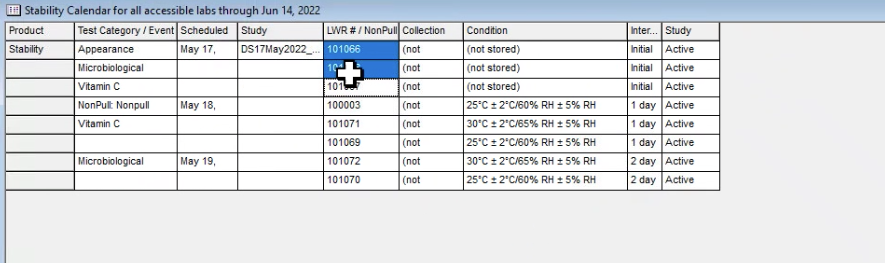 Stability Calendar for all accessible labs through Jun 14, 2022
Product Test Category / Event Scheduled Study LWR # / NonPull Collection Condition Inter... Study
Stability Appearance May 17, DS17May2022_... 101066 (not (not stored) Initial Active
Microbiological (not (not stored) Initial Active
Vitamin C (not (not stored) Initial Active
NonPull: Nonpull May 18, 100003 (not 25°C ± 2°C/60% RH ± 5% RH 1 day Active
Vitamin C 101071 (not 30°C ± 2°C/65% RH ± 5% RH 1 day Active
101069 (not 25°C ± 2°C/60% RH ± 5% RH 1 day Active
Microbiological May 19, 101072 (not 30°C ± 2°C/65% RH ± 5% RH 2 day Active
101070 (not 25°C ± 2°C/60% RH ± 5% RH 2 day Active